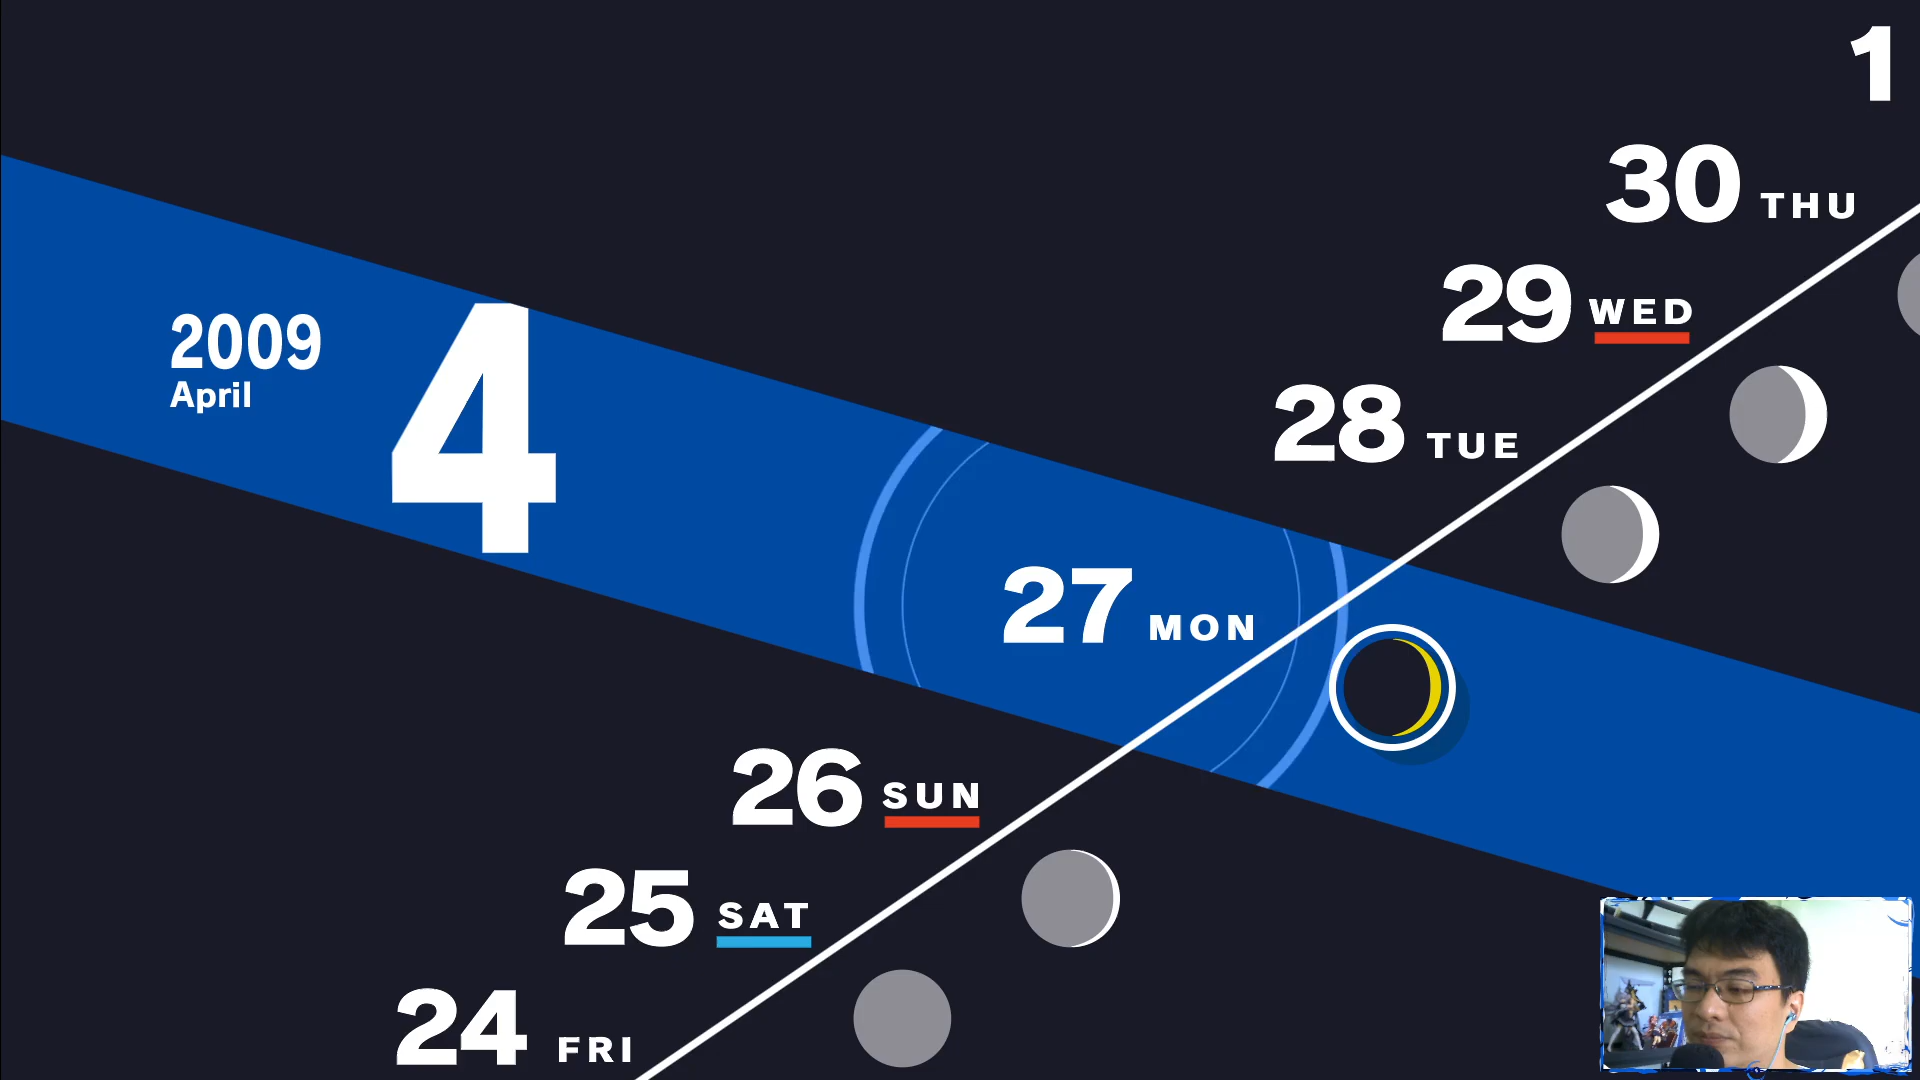 1
30 THU
29 WED
28 TUE
2009
April
4
27 MON
26 SUN
25 SAT
24 FRI